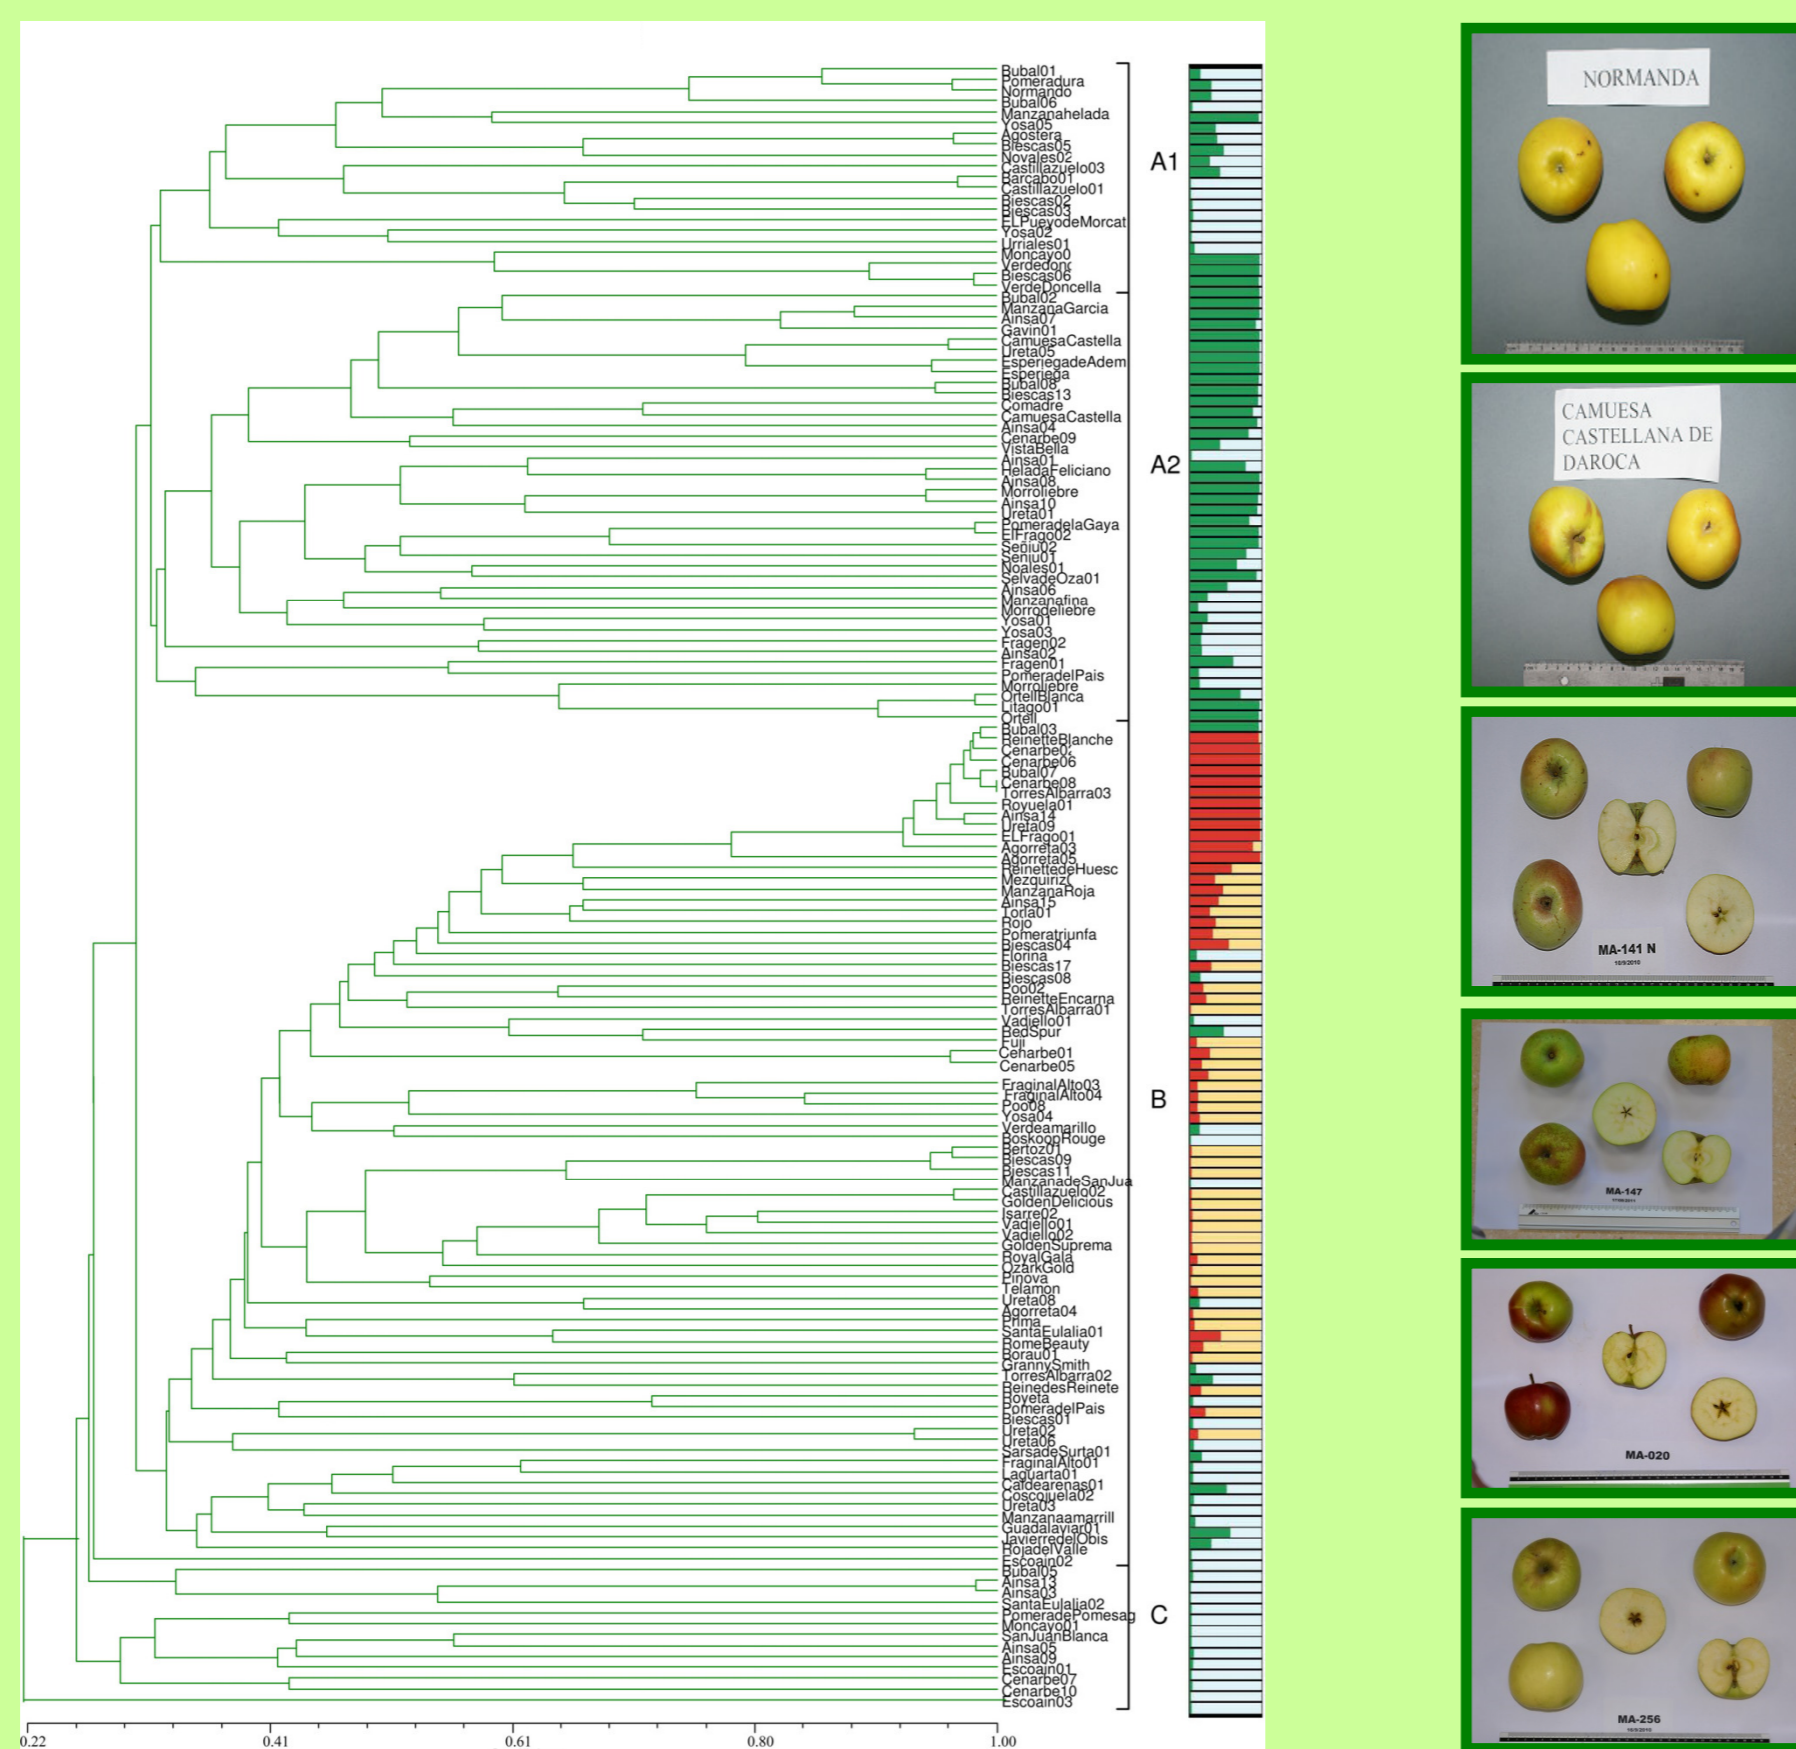 Bubal01
Pomeradura
Normando
Bubal06
Manzanahelada
Yosa05
Agostera
Biescas05
Novales02
Castillazuelo03
Barcabo01
Castillazuelo01
Biescas02
Biescas03
ELPueyodeMorcat
Yosa02
Urriales01
Moncayo0
Verdedonc
Biescas06
VerdeDoncella
Bubal02
ManzanaGarcia
Ainsa07
Gavin01
CamuesaCastella
Ureta05
EsperiegadeAdem
Esperiega
Bubal08
Biescas13
Comadre
CamuesaCastella
Ainsa04
Cenarbe09
VistaBella
Ainsa01
HeladaFeliciano
Ainsa08
Morroliebre
Ainsa10
Ureta01
PomeradelaGaya
ElFrago02
Señiu02
Señiu01
Noales01
SelvadeOza01
Ainsa06
Manzanafina
Morrodeliebre
Yosa01
Yosa03
Fragen02
Ainsa02
Fragen01
PomeradelPais
Morroliebre
OrtellBlanca
Litago01
Ortell
Bubal03
ReinetteBlanche
Cenarbe02
Cenarbe06
Bubal07
Cenarbe08
TorresAlbarra03
Royuela01
Ainsa14
Ureta09
ELFrago01
Agorreta03
Agorreta05
ReinettedeHuesc
Mezquiriz(
ManzanaRoja
Ainsa15
Torla01
Rojo
Pomeratriunfa
Biescas04
Florina
Biescas17
Biescas08
Poo02
ReinetteEncarna
TorresAlbarra01
Vadiello01
RedSpur
Fuji
Cenarbe01
Cenarbe05
FraginalAlto03
FraginalAlto04
Poo08
Yosa04
Verdeamarillo
BoskoopRouge
Bertoz01
Biescas09
Biescas11
ManzanadeSanJua
Castillazuelo02
GoldenDelicious
Isarre02
Vadiello01
Vadiello02
GoldenSuprema
RoyalGala
OzarkGold
Pinova
Telamon
Ureta08
Agorreta04
Prima
SantaEulalia01
RomeBeauty
Borau01
GrannySmith
TorresAlbarra02
ReinedesReinete
Royeta
PomeradelPais
Biescas01
Ureta02
Ureta06
SarsadeSurta01
FraginalAlto01
Laguarta01
Caldearenas01
Coscojuela02
Ureta03
Manzanaamarrill
Guadalaviar01
JavierredelObis
RojadelValle
Escoain02
Bubal05
Ainsa13
Ainsa03
SantaEulalia02
PomeradePomesag
Moncayo01
SanJuanBlanca
Ainsa05
Ainsa09
Escoain01
Cenarbe07
Cenarbe10
Escoain03
A1
A2
B
C
0.22 0.41 0.61 0.80 1.00
NORMANDA
CAMUESA
CASTELLANA DE
DAROCA
MA-141 N
MA-147
MA-020
MA-256